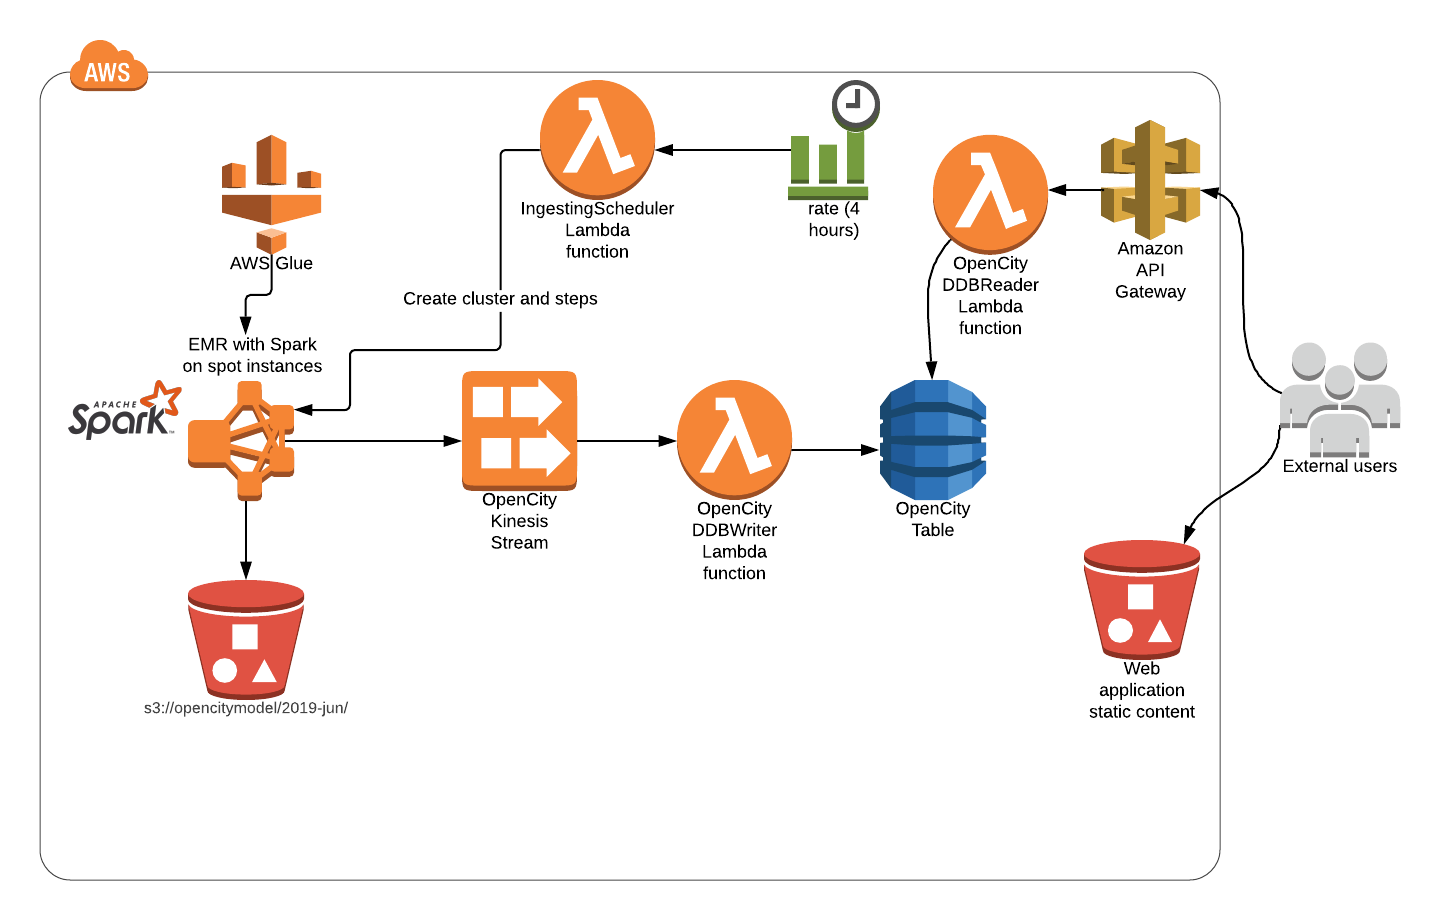 AWS
IngestingScheduler
Lambda
function
rate (4
hours)
OpenCity
DDBReader
Lambda
function
Amazon
API
Gateway
AWS Glue
Create cluster and steps
EMR with Spark
on spot instances
APACHE
Spark™
OpenCity
Kinesis
Stream
OpenCity
DDBWriter
Lambda
function
OpenCity
Table
External users
s3://opencitymodel/2019-jun/
Web
application
static content